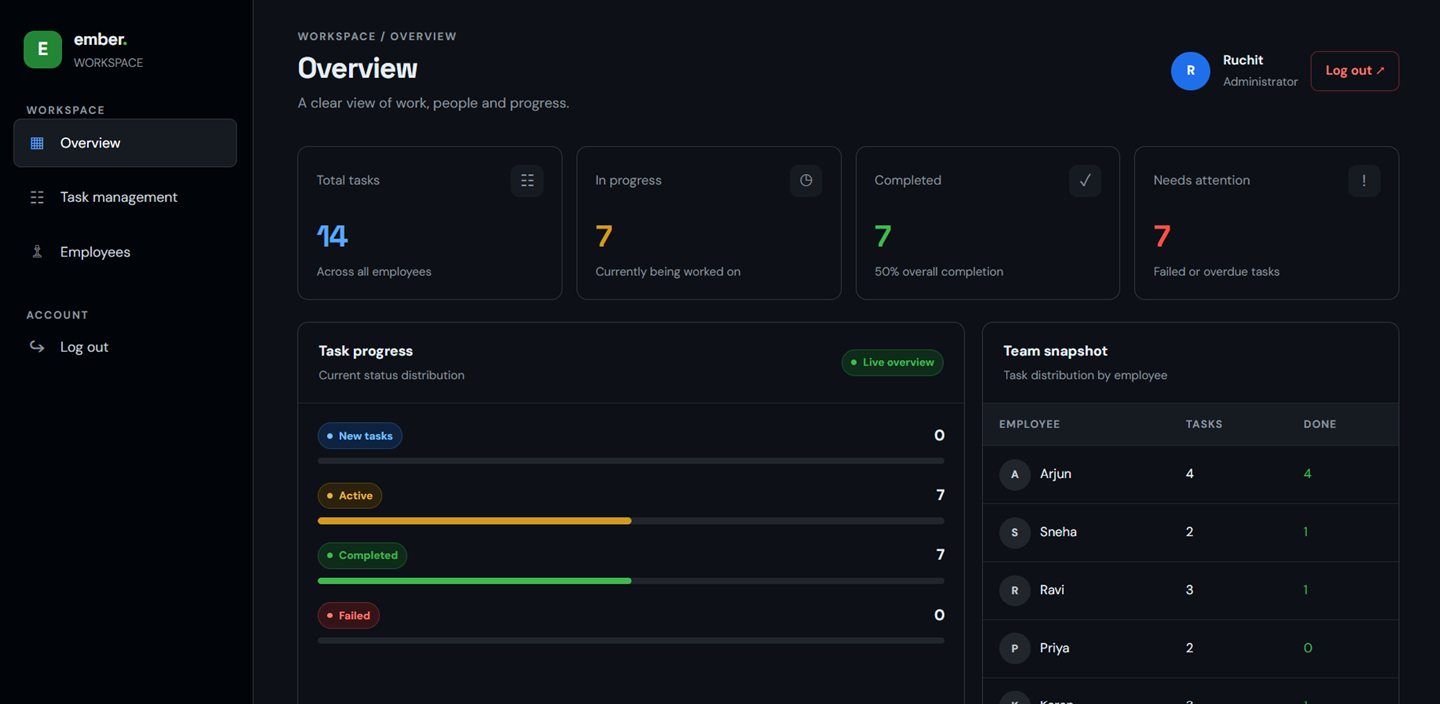 E
ember.
WORKSPACE
WORKSPACE
Overview
Task management
Employees
ACCOUNT
Log out
WORKSPACE / OVERVIEW
Overview
A clear view of work, people and progress.
R
Ruchit
Administrator
Log out ↗
Total tasks
14
Across all employees
In progress
7
Currently being worked on
Completed
✓
7
50% overall completion
Needs attention
!
7
Failed or overdue tasks
Task progress
Current status distribution
Live overview
New tasks 0
Active 7
Completed 7
Failed 0
Team snapshot
Task distribution by employee
EMPLOYEE TASKS DONE
A Arjun 4 4
S Sneha 2 1
R Ravi 3 1
P Priya 2 0